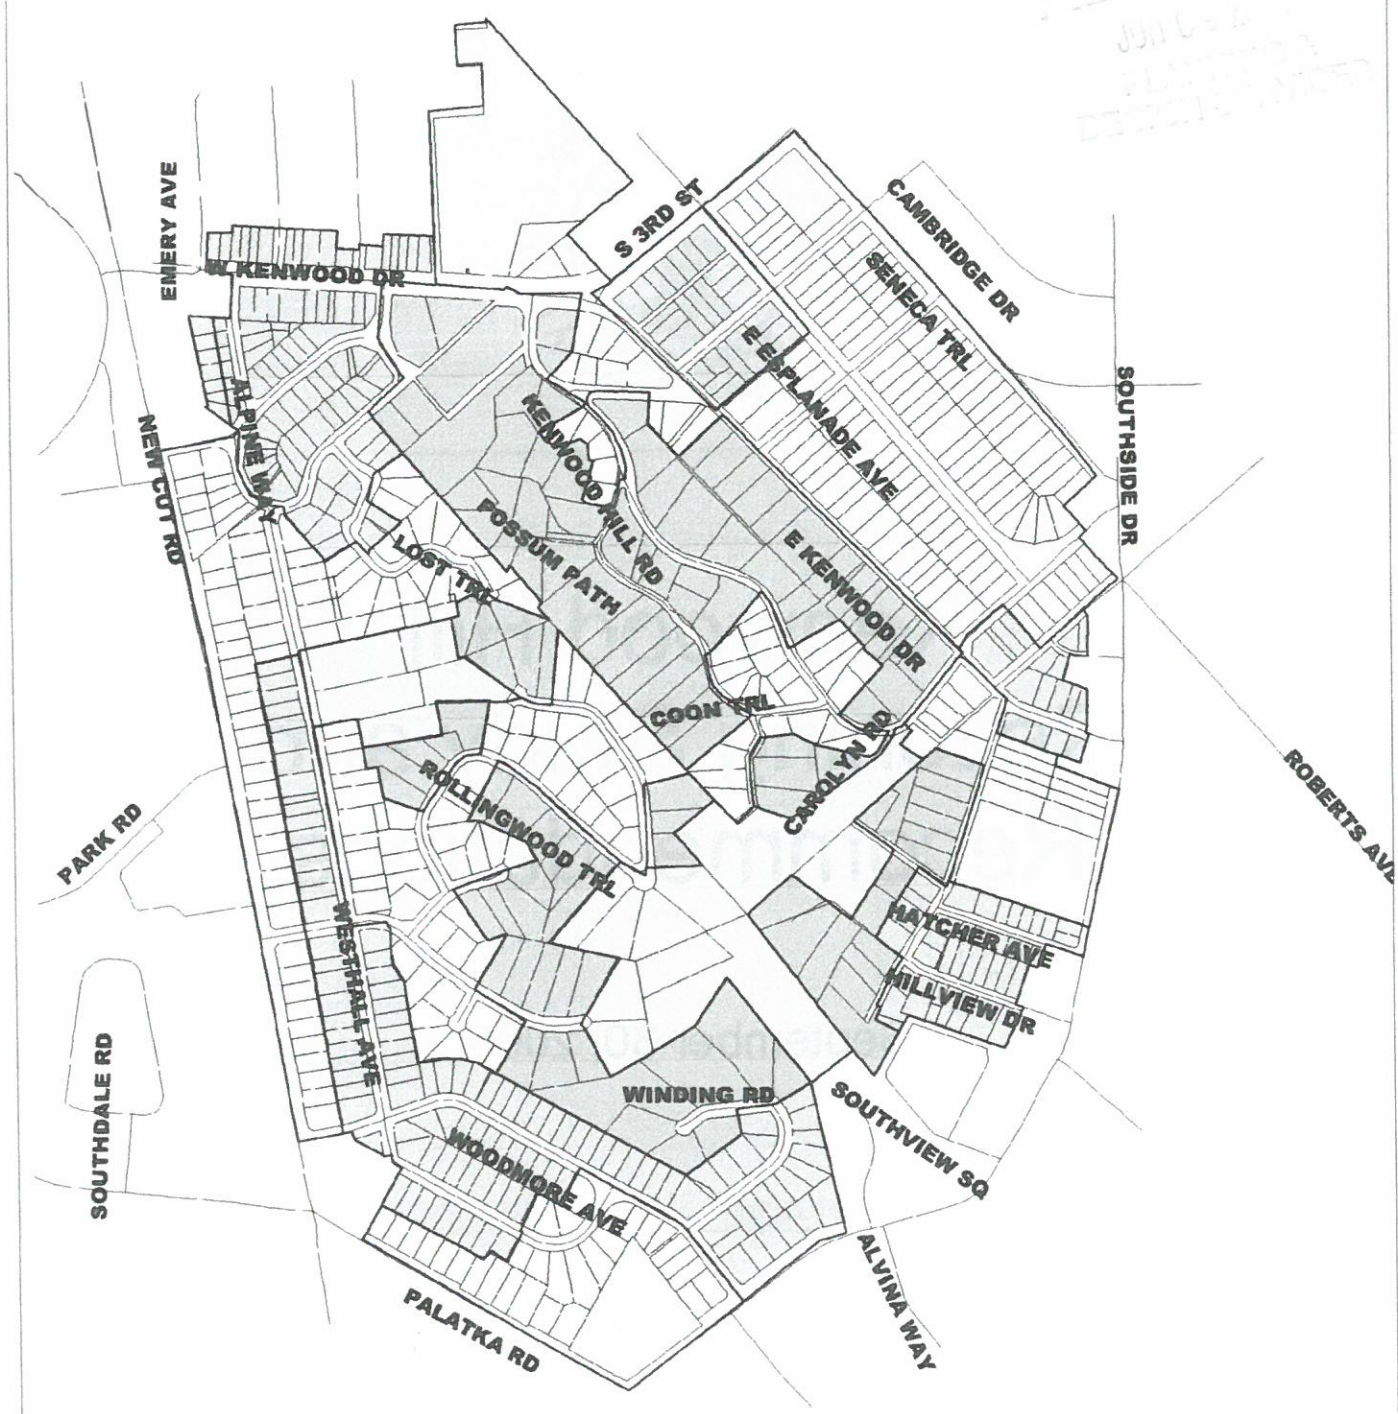 S 3RD ST
CAMBRIDGE DR
EMERY AVE
W KENWOOD DR
SENECA TRL
E ESPLANADE AVE
SOUTHSIDE DR
ALPINE WAY
NEW CUT RD
KENWOOD HILL RD
POSSUM PATH
LOST TRL
E KENWOOD DR
COON TRL
CAROLYN RD
ROBERTS AVE
ROLLINGWOOD TRL
PARK RD
HATCHER AVE
HILLVIEW DR
WESTHALL AVE
SOUTHDALE RD
WINDING RD
SOUTHVIEW SQ
WOODMORE AVE
ALVINA WAY
PALATKA RD